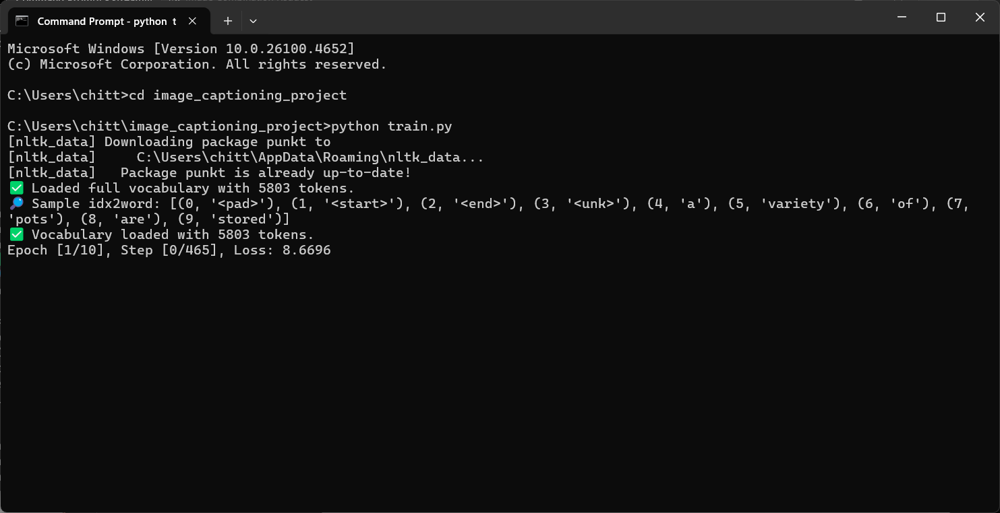 Command Prompt - python t
Microsoft Windows [Version 10.0.26100.4652]
(c) Microsoft Corporation. All rights reserved.
C:\Users\chitt>cd image_captioning_project
C:\Users\chitt\image_captioning_project>python train.py
[nltk_data] Downloading package punkt to
[nltk_data]     C:\Users\chitt\AppData\Roaming\nltk_data...
[nltk_data]   Package punkt is already up-to-date!
✅ Loaded full vocabulary with 5803 tokens.
🔎 Sample idx2word: [(0, '<pad>'), (1, '<start>'), (2, '<end>'), (3, '<unk>'), (4, 'a'), (5, 'variety'), (6, 'of'), (7,
'pots'), (8, 'are'), (9, 'stored')]
✅ Vocabulary loaded with 5803 tokens.
Epoch [1/10], Step [0/465], Loss: 8.6696